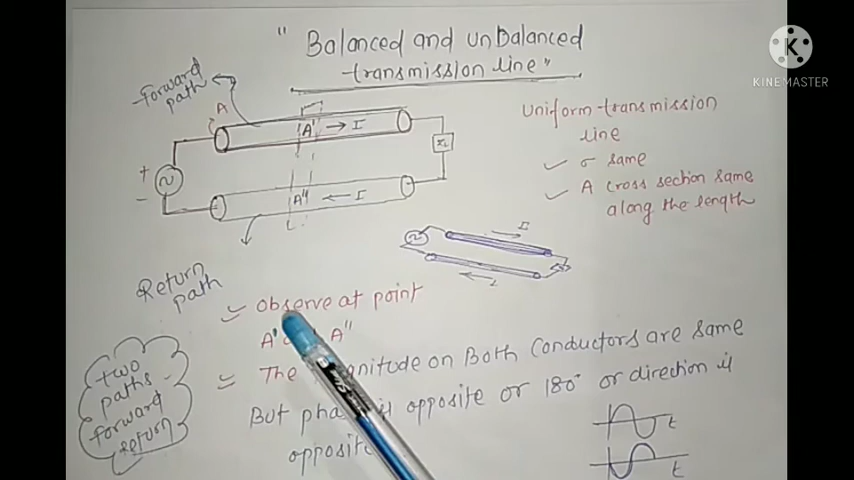 " Balanced and unBalanced
transmission line"
K
KINEMASTER
forward
path
A
A' → I
ZL
+
~
-
A" ← I
Return
path
Uniform transmission
line
✓ σ same
✓ A cross section same
along the length
~
I
I
Observe at point
A' A"
The magnitude on Both Conductors are same
But phase is opposite or 180° or direction is
opposite
two
paths
forward
return
t
t